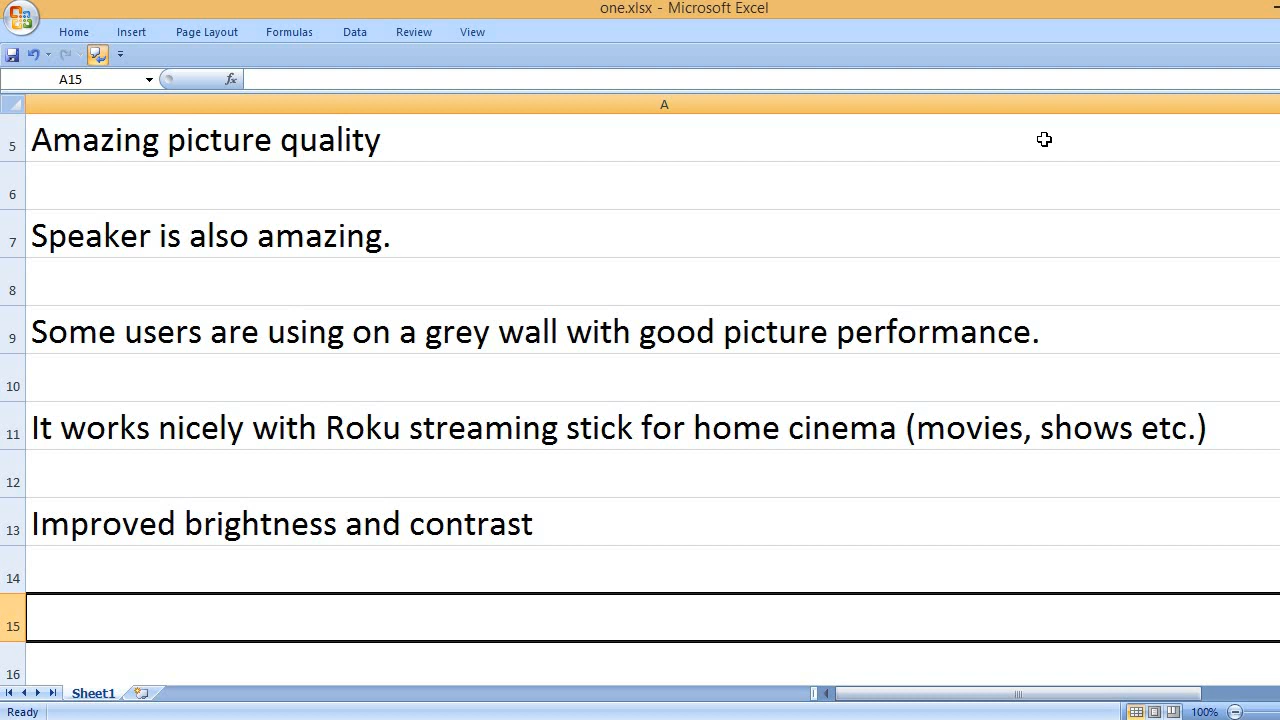 one.xlsx - Microsoft Excel
Home Insert Page Layout Formulas Data Review View
A15 fx
A
5 Amazing picture quality
6
7 Speaker is also amazing.
8
9 Some users are using on a grey wall with good picture performance.
10
11 It works nicely with Roku streaming stick for home cinema (movies, shows etc.)
12
13 Improved brightness and contrast
14
15
16
Sheet1
Ready 100%